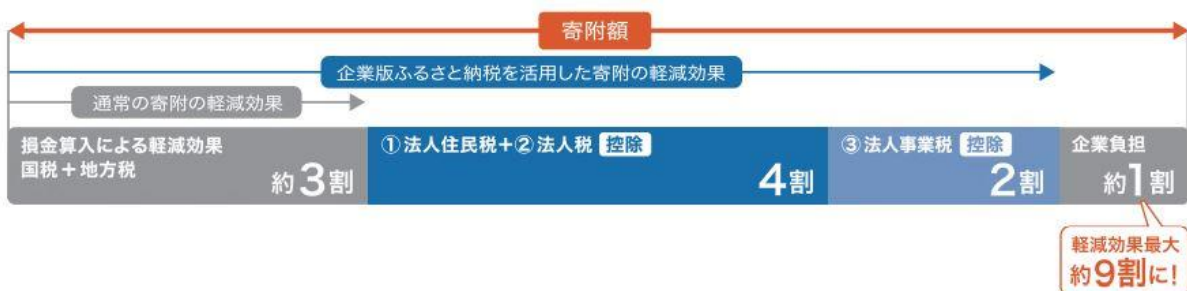 寄附額
企業版ふるさと納税を活用した寄附の軽減効果
通常の寄附の軽減効果
損金算入による軽減効果
国税+地方税
約3割
①法人住民税+②法人税 控除
4割
③法人事業税 控除
2割
企業負担
約1割
軽減効果最大
約9割に!